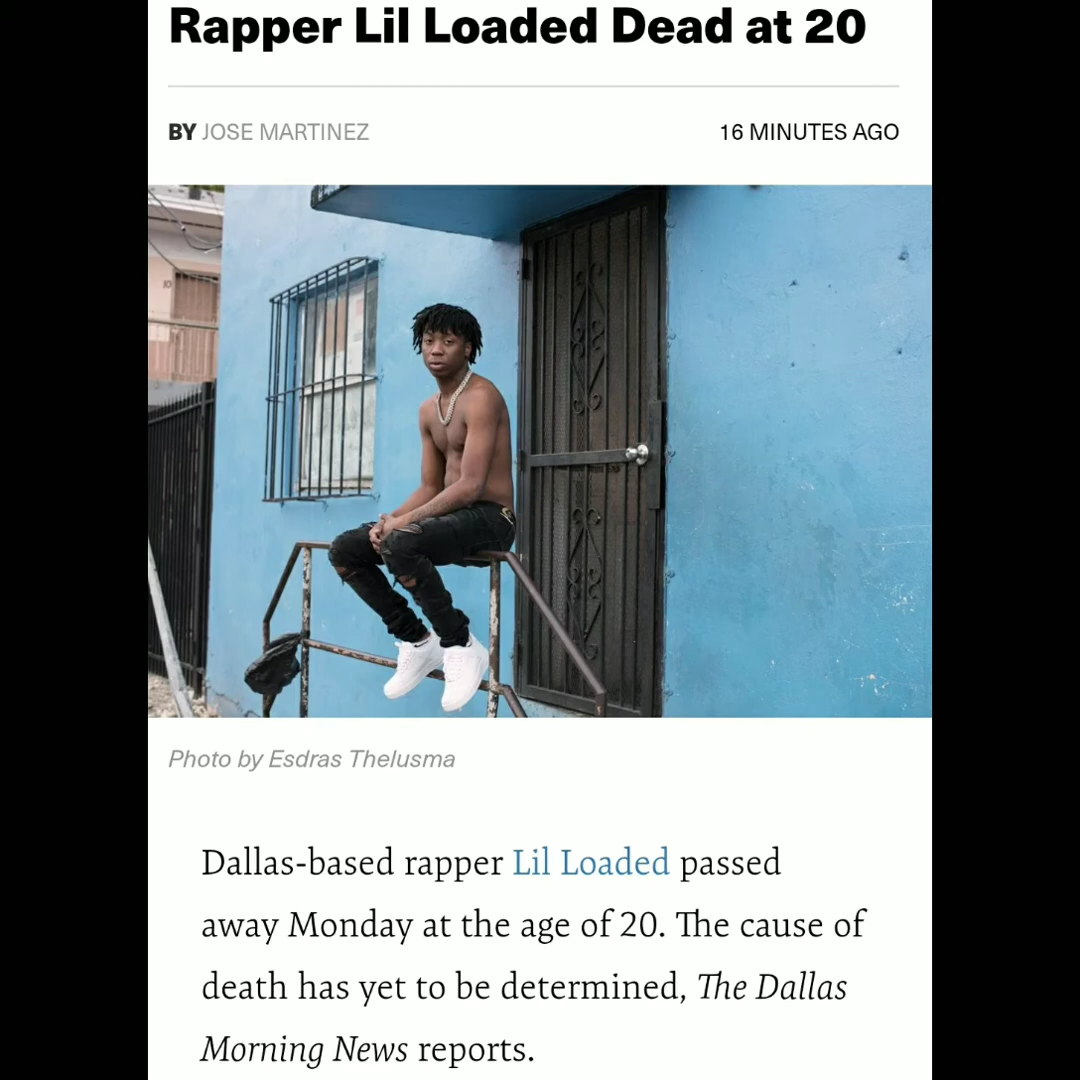 Rapper Lil Loaded Dead at 20
BY JOSE MARTINEZ
16 MINUTES AGO
Photo by Esdras Thelusma
Dallas-based rapper Lil Loaded passed
away Monday at the age of 20. The cause of
death has yet to be determined, The Dallas
Morning News reports.